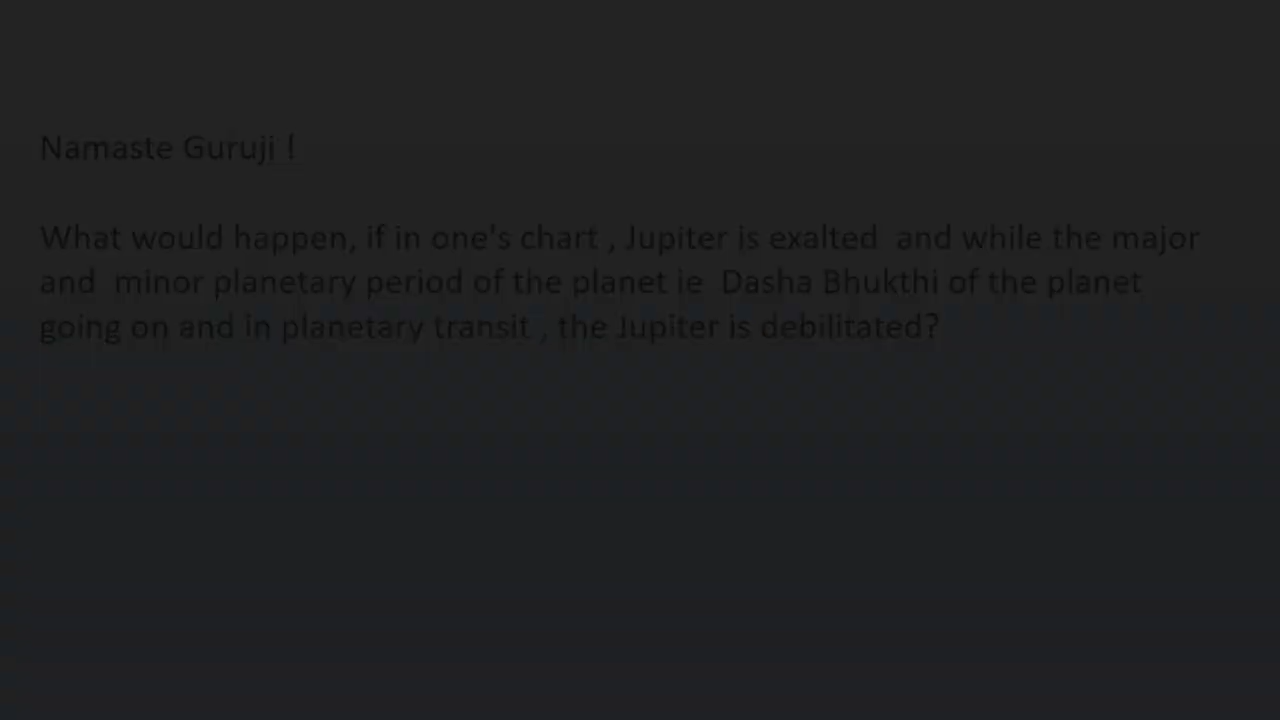 Namaste Guruji !
What would happen, if in one's chart , Jupiter is exalted  and while the major
and  minor planetary period of the planet ie  Dasha Bhukthi of the planet
going on and in planetary transit , the Jupiter is debilitated?